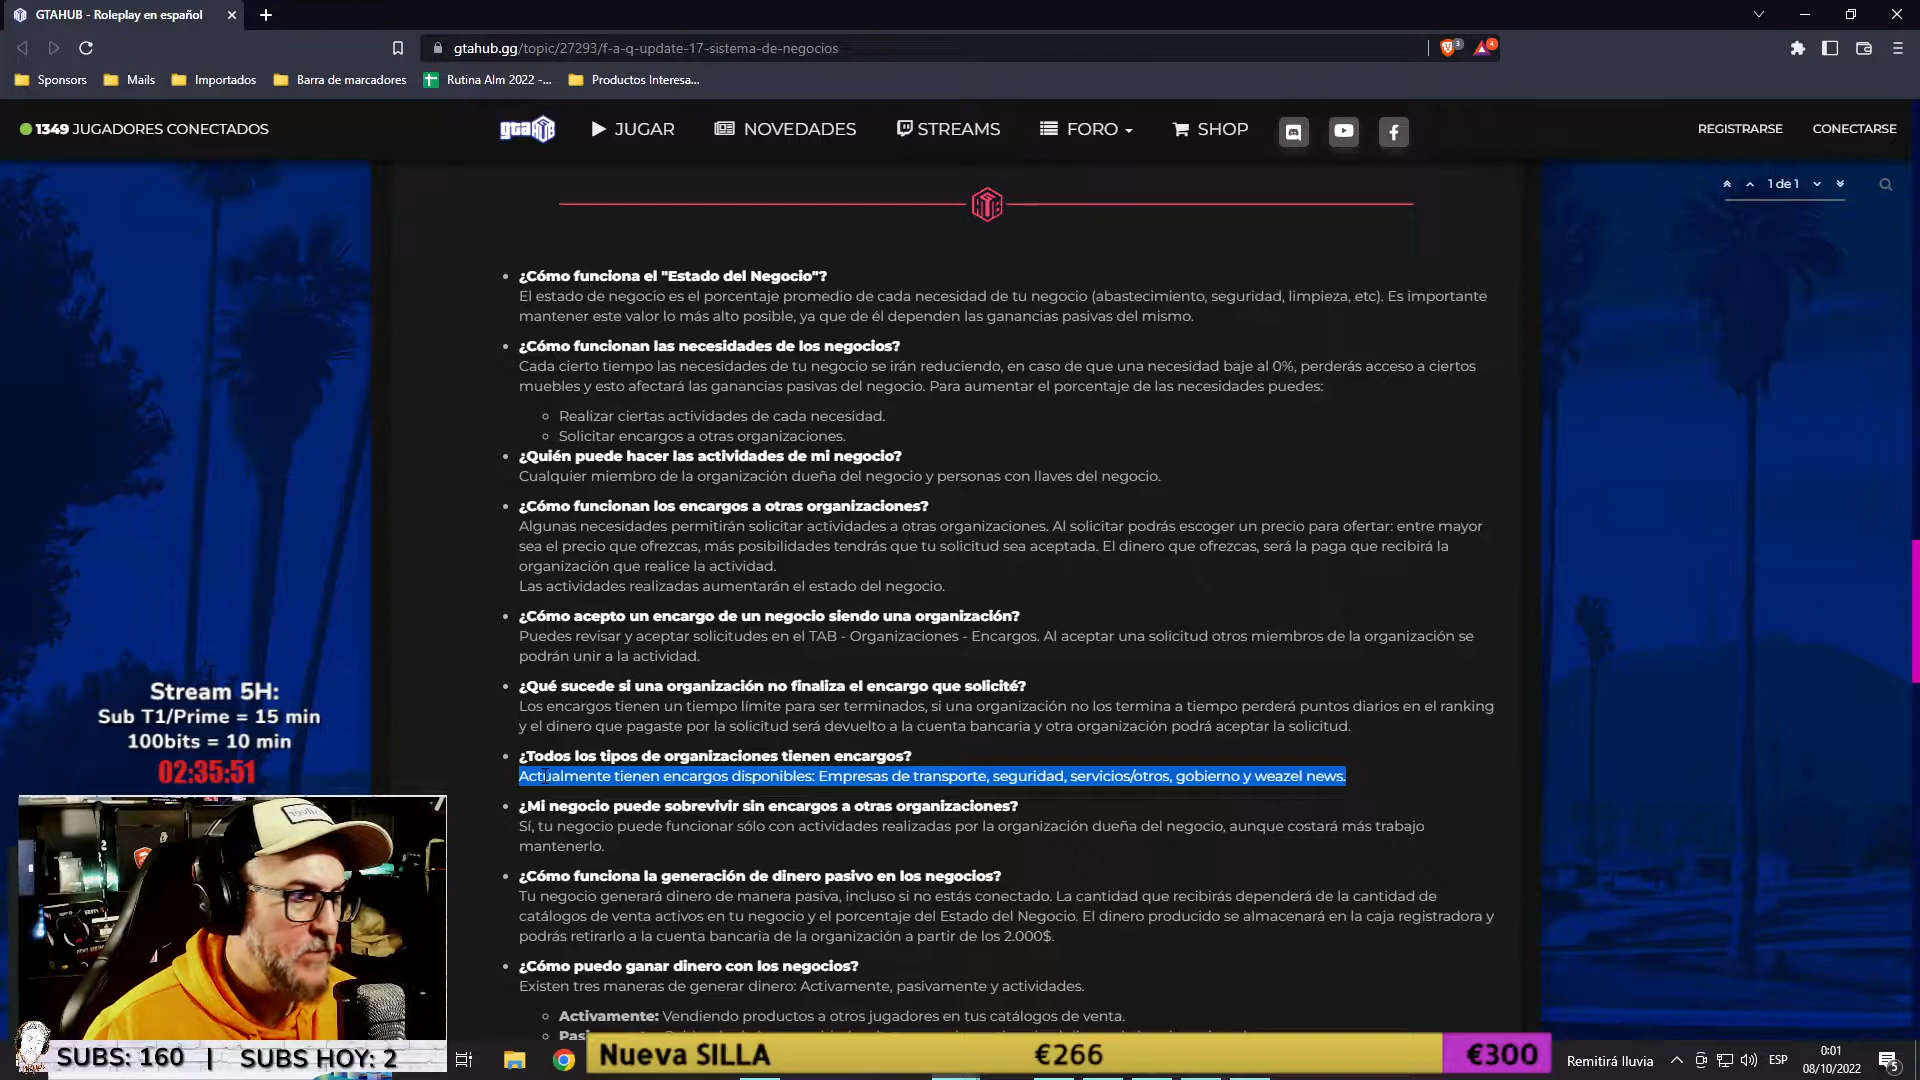 GTAHUB - Roleplay en español
gtahub.gg/topic/27293/f-a-q-update-17-sistema-de-negocios
3
4
Sponsors
Mails
Importados
Barra de marcadores
Rutina Alm 2022 -...
Productos Interesa...
1349 JUGADORES CONECTADOS
gtaHUB
JUGAR
NOVEDADES
STREAMS
FORO
SHOP
REGISTRARSE
CONECTARSE
1 de 1
¿Cómo funciona el "Estado del Negocio"?
El estado de negocio es el porcentaje promedio de cada necesidad de tu negocio (abastecimiento, seguridad, limpieza, etc). Es importante
mantener este valor lo más alto posible, ya que de él dependen las ganancias pasivas del mismo.
¿Cómo funcionan las necesidades de los negocios?
Cada cierto tiempo las necesidades de tu negocio se irán reduciendo, en caso de que una necesidad baje al 0%, perderás acceso a ciertos
muebles y esto afectará las ganancias pasivas del negocio. Para aumentar el porcentaje de las necesidades puedes:
Realizar ciertas actividades de cada necesidad.
Solicitar encargos a otras organizaciones.
¿Quién puede hacer las actividades de mi negocio?
Cualquier miembro de la organización dueña del negocio y personas con llaves del negocio.
¿Cómo funcionan los encargos a otras organizaciones?
Algunas necesidades permitirán solicitar actividades a otras organizaciones. Al solicitar podrás escoger un precio para ofertar: entre mayor
sea el precio que ofrezcas, más posibilidades tendrás que tu solicitud sea aceptada. El dinero que ofrezcas, será la paga que recibirá la
organización que realice la actividad.
Las actividades realizadas aumentarán el estado del negocio.
¿Cómo acepto un encargo de un negocio siendo una organización?
Puedes revisar y aceptar solicitudes en el TAB - Organizaciones - Encargos. Al aceptar una solicitud otros miembros de la organización se
podrán unir a la actividad.
¿Qué sucede si una organización no finaliza el encargo que solicité?
Los encargos tienen un tiempo límite para ser terminados, si una organización no los termina a tiempo perderá puntos diarios en el ranking
y el dinero que pagaste por la solicitud será devuelto a la cuenta bancaria y otra organización podrá aceptar la solicitud.
¿Todos los tipos de organizaciones tienen encargos?
Actualmente tienen encargos disponibles: Empresas de transporte, seguridad, servicios/otros, gobierno y weazel news.
¿Mi negocio puede sobrevivir sin encargos a otras organizaciones?
Sí, tu negocio puede funcionar sólo con actividades realizadas por la organización dueña del negocio, aunque costará más trabajo
mantenerlo.
¿Cómo funciona la generación de dinero pasivo en los negocios?
Tu negocio generará dinero de manera pasiva, incluso si no estás conectado. La cantidad que recibirás dependerá de la cantidad de
catálogos de venta activos en tu negocio y el porcentaje del Estado del Negocio. El dinero producido se almacenará en la caja registradora y
podrás retirarlo a la cuenta bancaria de la organización a partir de los 2.000$.
¿Cómo puedo ganar dinero con los negocios?
Existen tres maneras de generar dinero: Activamente, pasivamente y actividades.
Activamente: Vendiendo productos a otros jugadores en tus catálogos de venta.
Stream 5H:
Sub T1/Prime = 15 min
100bits = 10 min
02:35:51
SUBS: 160 | SUBS HOY: 2
Nueva SILLA
€266
€300
Remitirá lluvia
ESP
0:01
08/10/2022
5